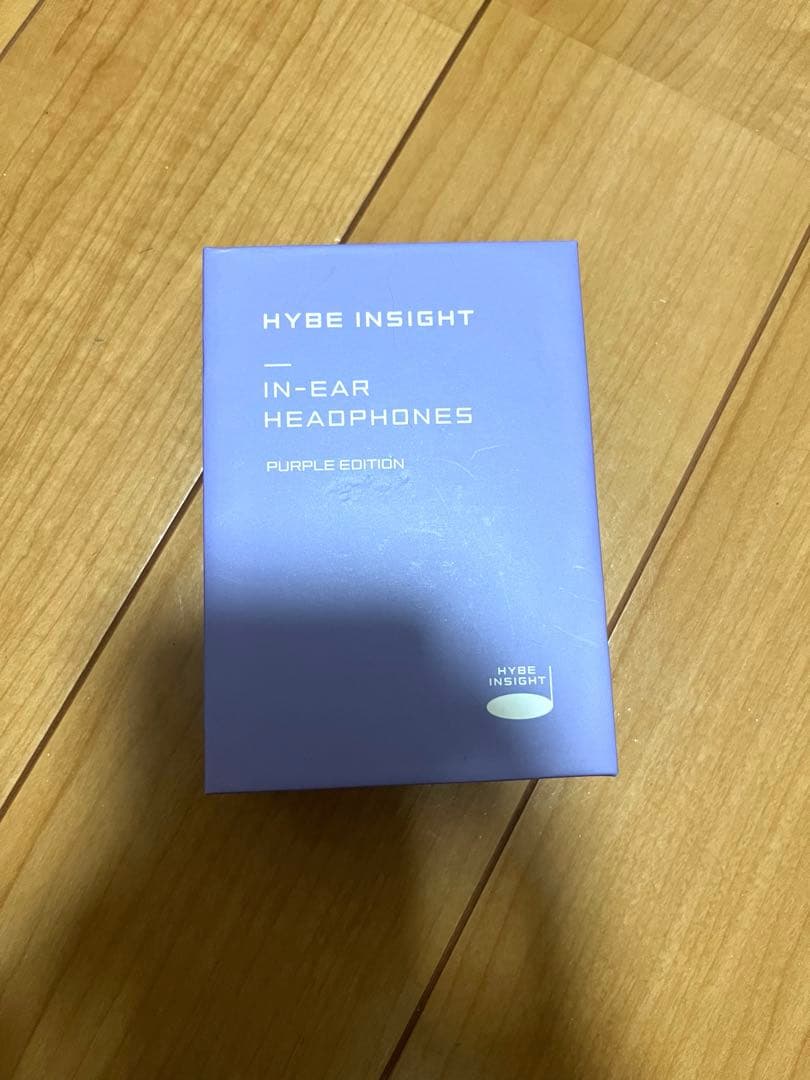 HYBE INSIGHT
IN-EAR
HEADPHONES
PURPLE EDITION
HYBE
INSIGHT